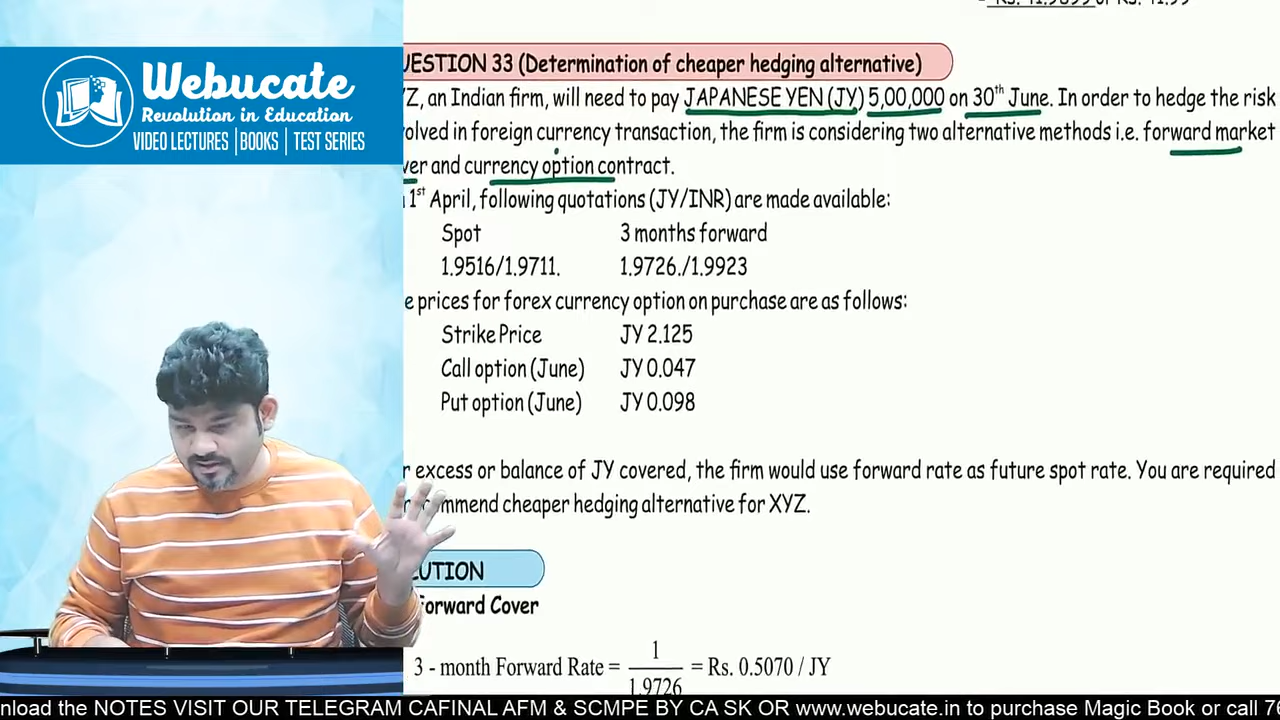 Webucate
Revolution in Education
VIDEO LECTURES | BOOKS | TEST SERIES
UESTION 33 (Determination of cheaper hedging alternative)
Z, an Indian firm, will need to pay JAPANESE YEN (JY) 5,00,000 on 30th June. In order to hedge the risk
olved in foreign currency transaction, the firm is considering two alternative methods i.e. forward market
er and currency option contract.
1st April, following quotations (JY/INR) are made available:
Spot 3 months forward
1.9516/1.9711. 1.9726./1.9923
e prices for forex currency option on purchase are as follows:
Strike Price JY 2.125
Call option (June) JY 0.047
Put option (June) JY 0.098
r excess or balance of JY covered, the firm would use forward rate as future spot rate. You are required
commend cheaper hedging alternative for XYZ.
UTION
Forward Cover
3 - month Forward Rate = 1 / 1.9726 = Rs. 0.5070 / JY
nload the NOTES VISIT OUR TELEGRAM CAFINAL AFM & SCMPE BY CA SK OR www.webucate.in to purchase Magic Book or call 76